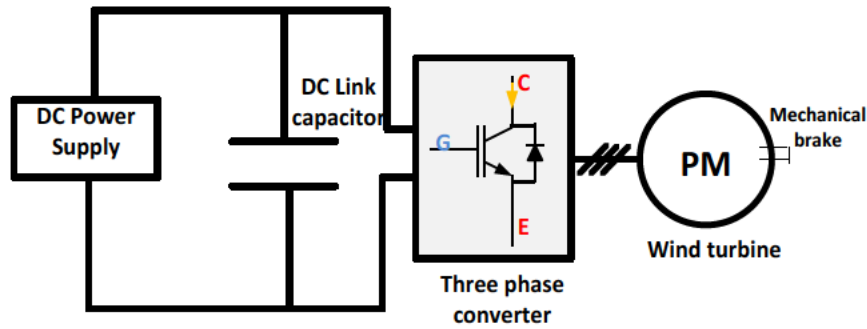 DC Power
Supply
DC Link
capacitor
C
G
E
Three phase
converter
PM
Mechanical
brake
Wind turbine